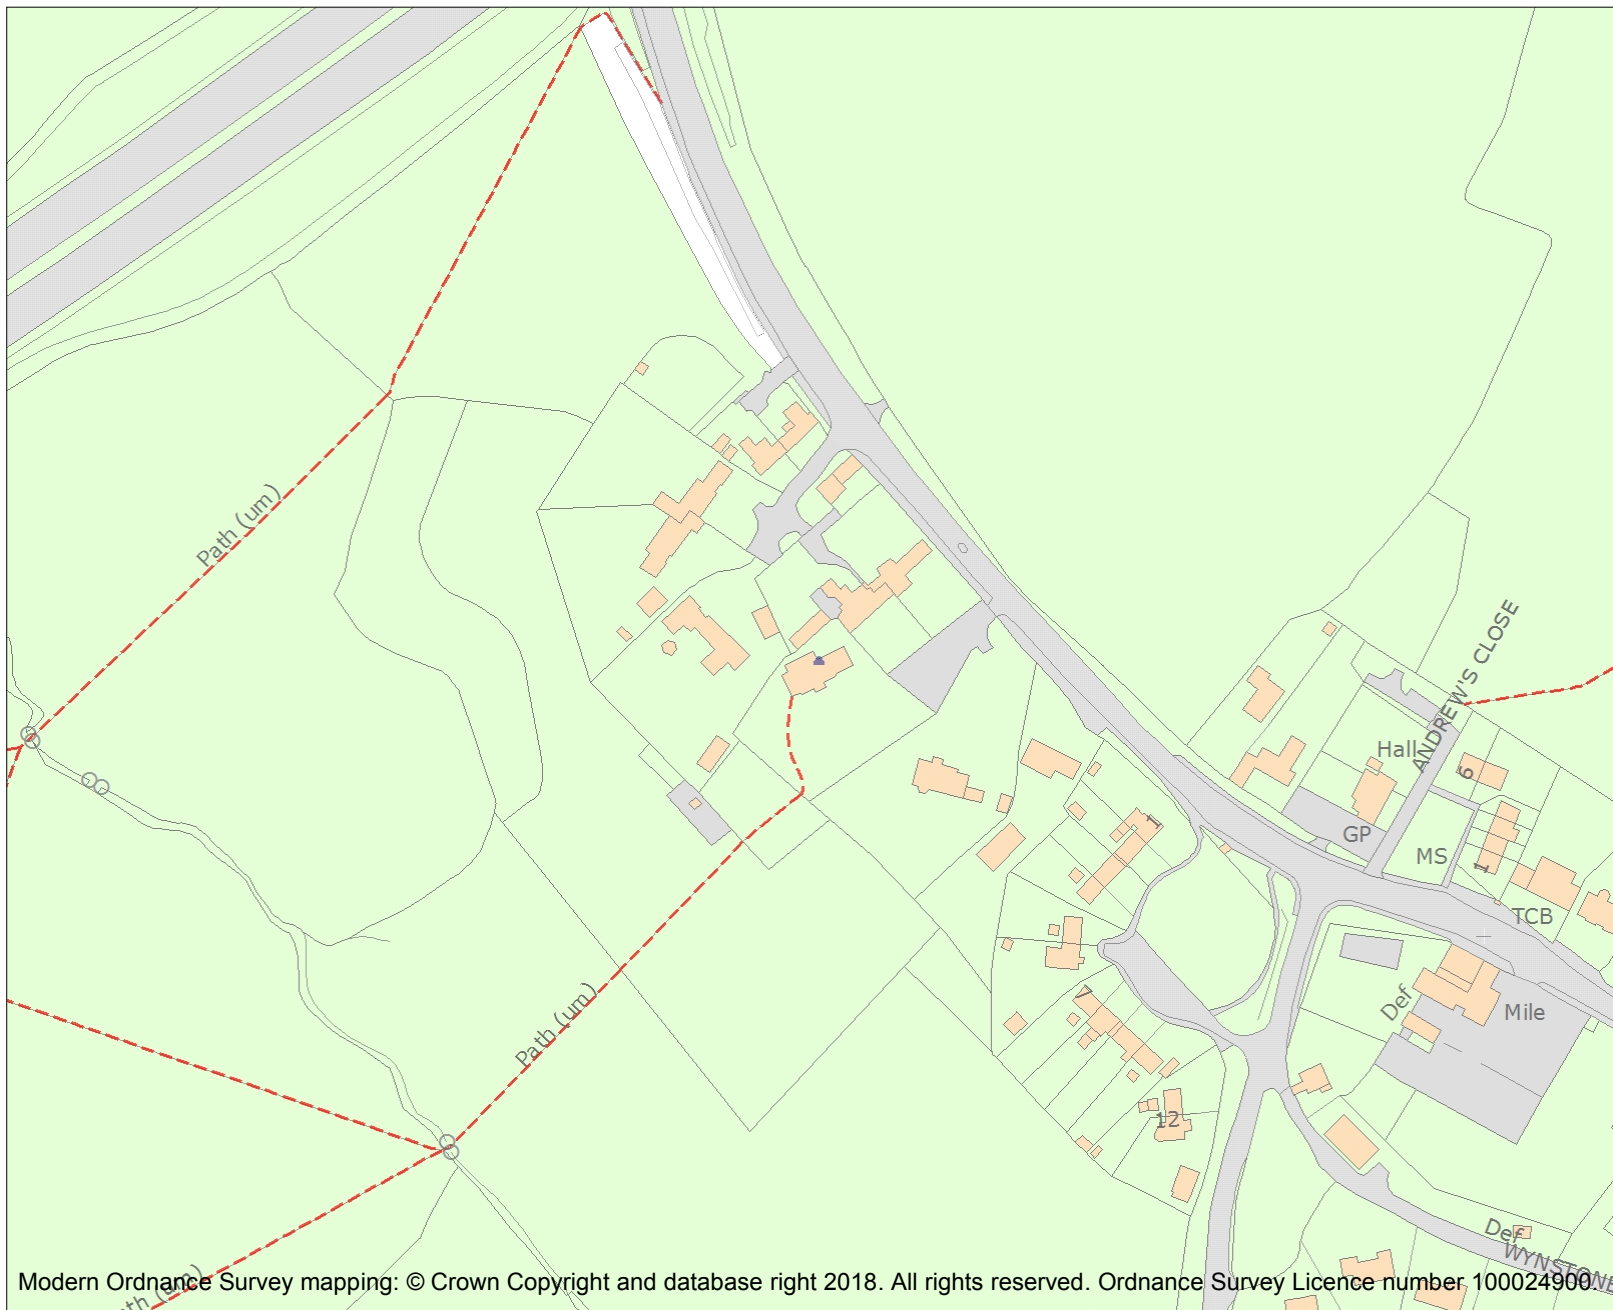 Path (um)
ANDREW'S CLOSE
Hall
6
GP
1
MS
1
TCB
7
Def
Mile
Path (um)
12
Def
Modern Ordnance Survey mapping: © Crown Copyright and database right 2018. All rights reserved. Ordnance Survey Licence number 100024900.